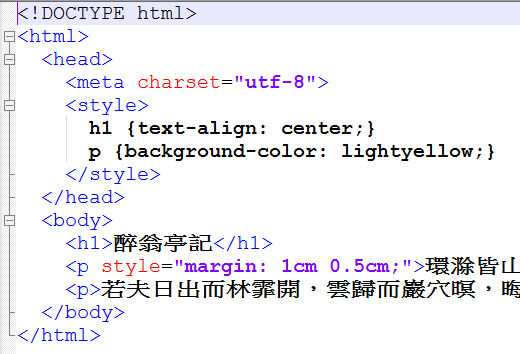 <!DOCTYPE html>
<html>
<head>
<meta charset="utf-8">
<style>
h1 {text-align: center;}
p {background-color: lightyellow;}
</style>
</head>
<body>
<h1>醉翁亭記</h1>
<p style="margin: 1cm 0.5cm;">環滁皆山
<p>若夫日出而林霏開，雲歸而巖穴暝，晦
</body>
</html>